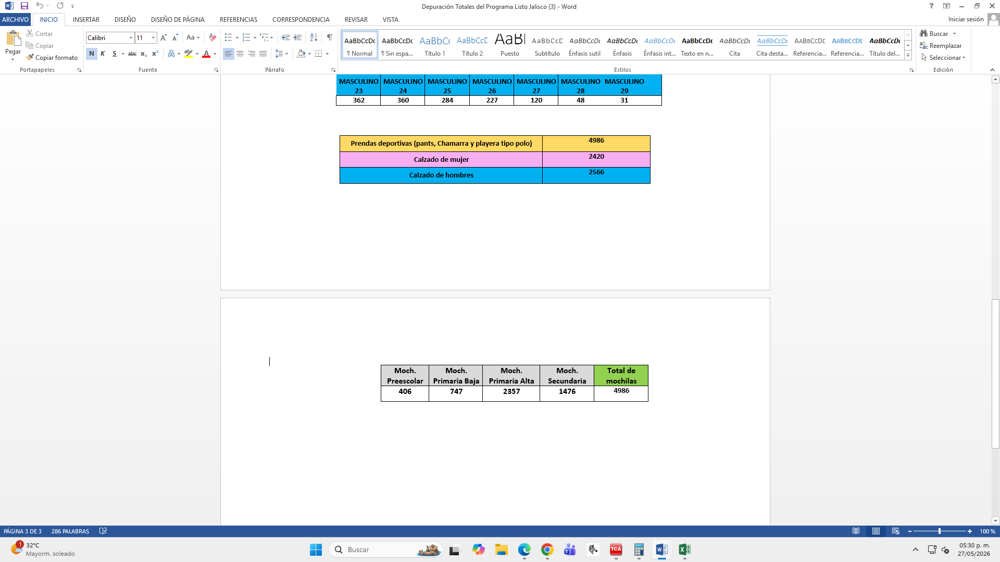 Depuración Totales del Programa Listo Jalisco (3) - Word
ARCHIVO INICIO INSERTAR DISEÑO DISEÑO DE PÁGINA REFERENCIAS CORRESPONDENCIA REVISAR VISTA Iniciar sesión
Pegar
Cortar
Copiar
Copiar formato
Portapapeles
Calibri 11
Fuente
Párrafo
AaBbCcDc AaBbCcDc AaBbCc AaBbCcD AaBl AaBbCcD AaBbCcDc AaBbCcDc AaBbCcDc AaBbCcDc AaBbCcDc AaBbCcDc AABBCCDD AABBCCDD AaBbCcDc
¶ Normal ¶ Sin espa... Título 1 Título 2 Puesto Subtítulo Énfasis sutil Énfasis Énfasis int... Texto en n... Cita Cita desta... Referencia... Referencia... Título del...
Estilos
Buscar
Reemplazar
Seleccionar
Edición
MASCULINO 23 MASCULINO 24 MASCULINO 25 MASCULINO 26 MASCULINO 27 MASCULINO 28 MASCULINO 29
362 360 284 227 120 48 31
Prendas deportivas (pants, Chamarra y playera tipo polo) 4986
Calzado de mujer 2420
Calzado de hombres 2566
Moch. Preescolar Moch. Primaria Baja Moch. Primaria Alta Moch. Secundaria Total de mochilas
406 747 2357 1476 4986
PÁGINA 3 DE 3 286 PALABRAS 100 %
1
32°C
Mayorm. soleado
Buscar
TCA
05:30 p. m.
27/05/2026